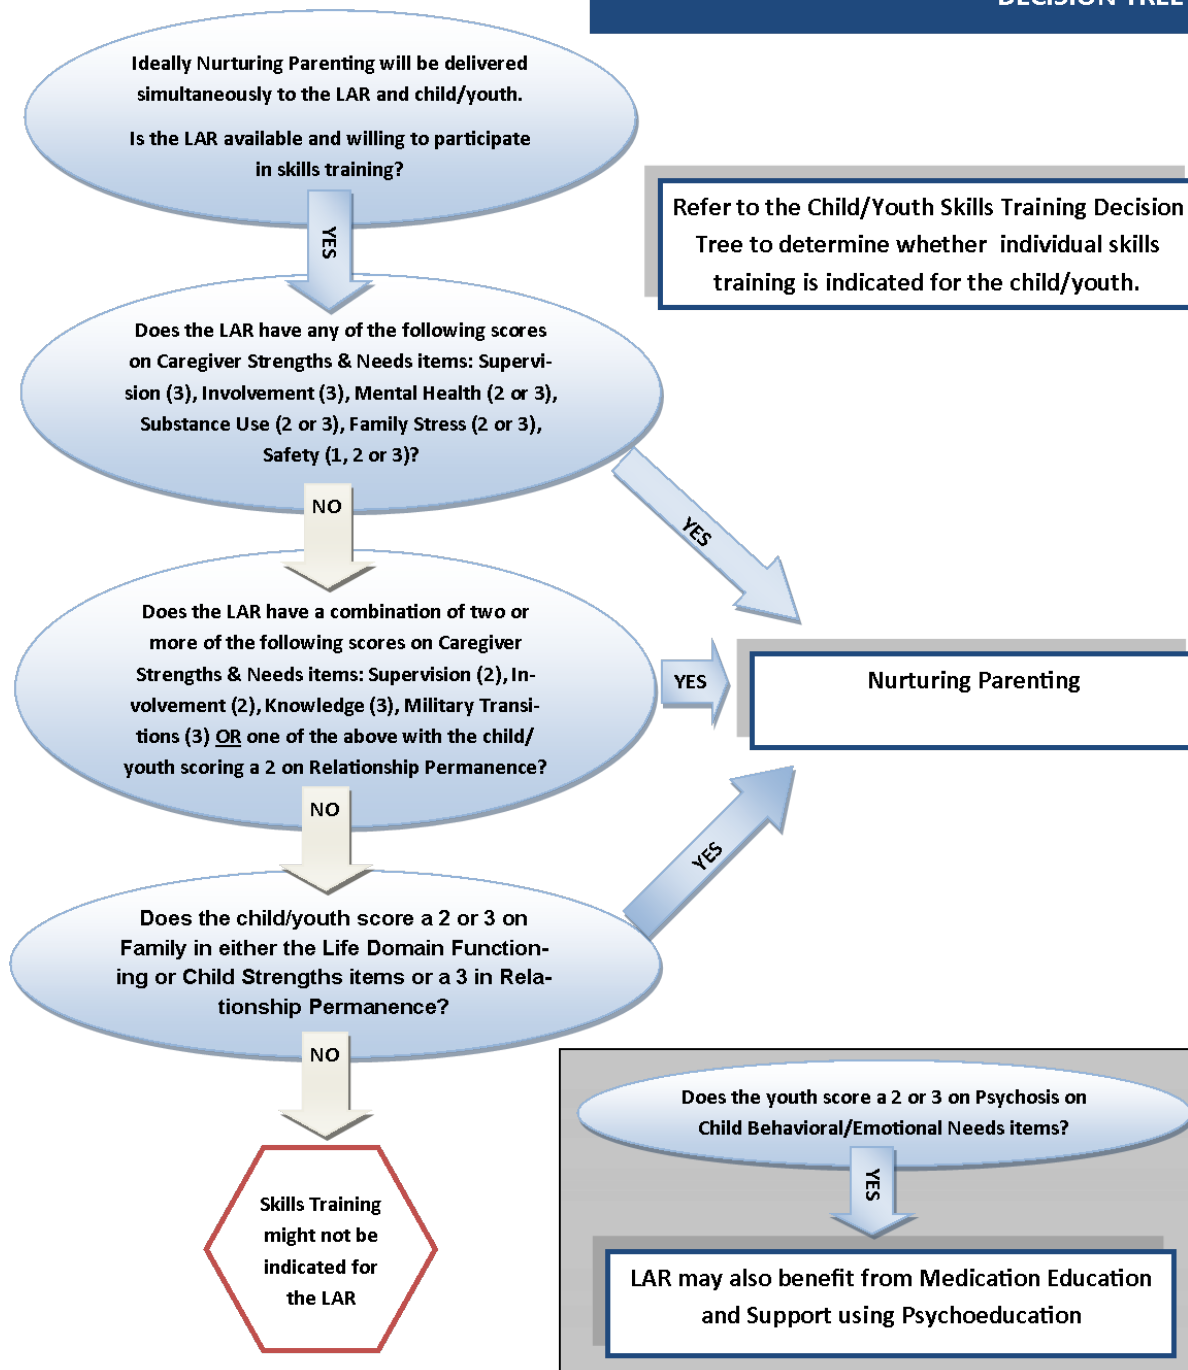 DECISION TREE
Ideally Nurturing Parenting will be delivered
simultaneously to the LAR and child/youth.
Is the LAR available and willing to participate
in skills training?
YES
Refer to the Child/Youth Skills Training Decision
Tree to determine whether individual skills
training is indicated for the child/youth.
Does the LAR have any of the following scores
on Caregiver Strengths & Needs items: Supervi-
sion (3), Involvement (3), Mental Health (2 or 3),
Substance Use (2 or 3), Family Stress (2 or 3),
Safety (1, 2 or 3)?
NO
YES
Does the LAR have a combination of two or
more of the following scores on Caregiver
Strengths & Needs items: Supervision (2), In-
volvement (2), Knowledge (3), Military Transi-
tions (3) OR one of the above with the child/
youth scoring a 2 on Relationship Permanence?
YES
Nurturing Parenting
NO
YES
Does the child/youth score a 2 or 3 on
Family in either the Life Domain Function-
ing or Child Strengths items or a 3 in Rela-
tionship Permanence?
NO
Skills Training
might not be
indicated for
the LAR
Does the youth score a 2 or 3 on Psychosis on
Child Behavioral/Emotional Needs items?
YES
LAR may also benefit from Medication Education
and Support using Psychoeducation